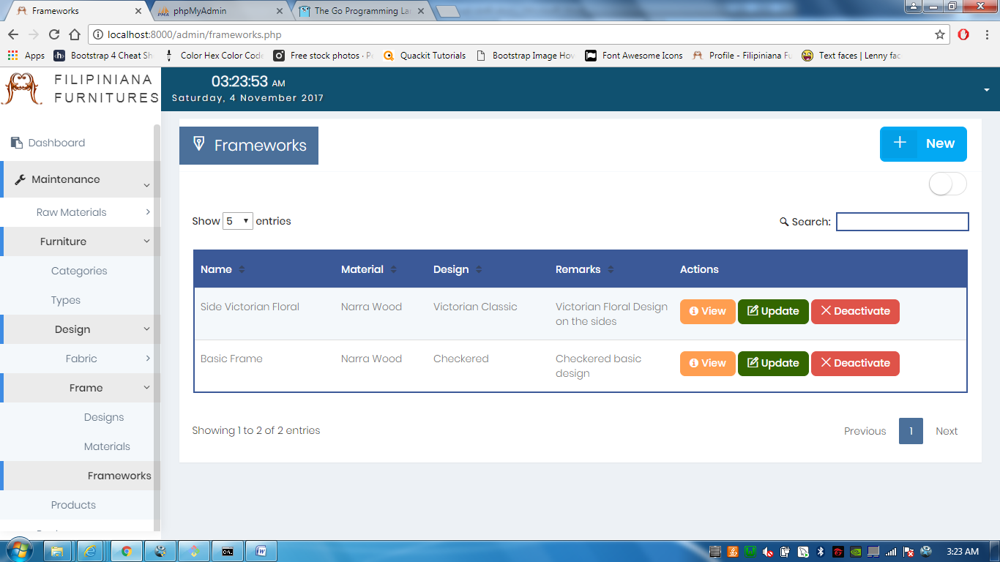 Frameworks
phpMyAdmin
The Go Programming La
localhost:8000/admin/frameworks.php
Apps
Bootstrap 4 Cheat Sh
Color Hex Color Code
Free stock photos · P
Quackit Tutorials
Bootstrap Image Hov
Font Awesome Icons
Profile - Filipiniana Fu
Text faces | Lenny fac
FILIPINIANA
FURNITURES
03:23:53 AM
Saturday, 4 November 2017
Dashboard
Maintenance
Raw Materials
Furniture
Categories
Types
Design
Fabric
Frame
Designs
Materials
Frameworks
Products
Frameworks
New
Show 5 entries
Search:
Name Material Design Remarks Actions
Side Victorian Floral Narra Wood Victorian Classic Victorian Floral Design View Update Deactivate
on the sides
Basic Frame Narra Wood Checkered Checkered basic View Update Deactivate
design
Showing 1 to 2 of 2 entries
Previous 1 Next
3:23 AM